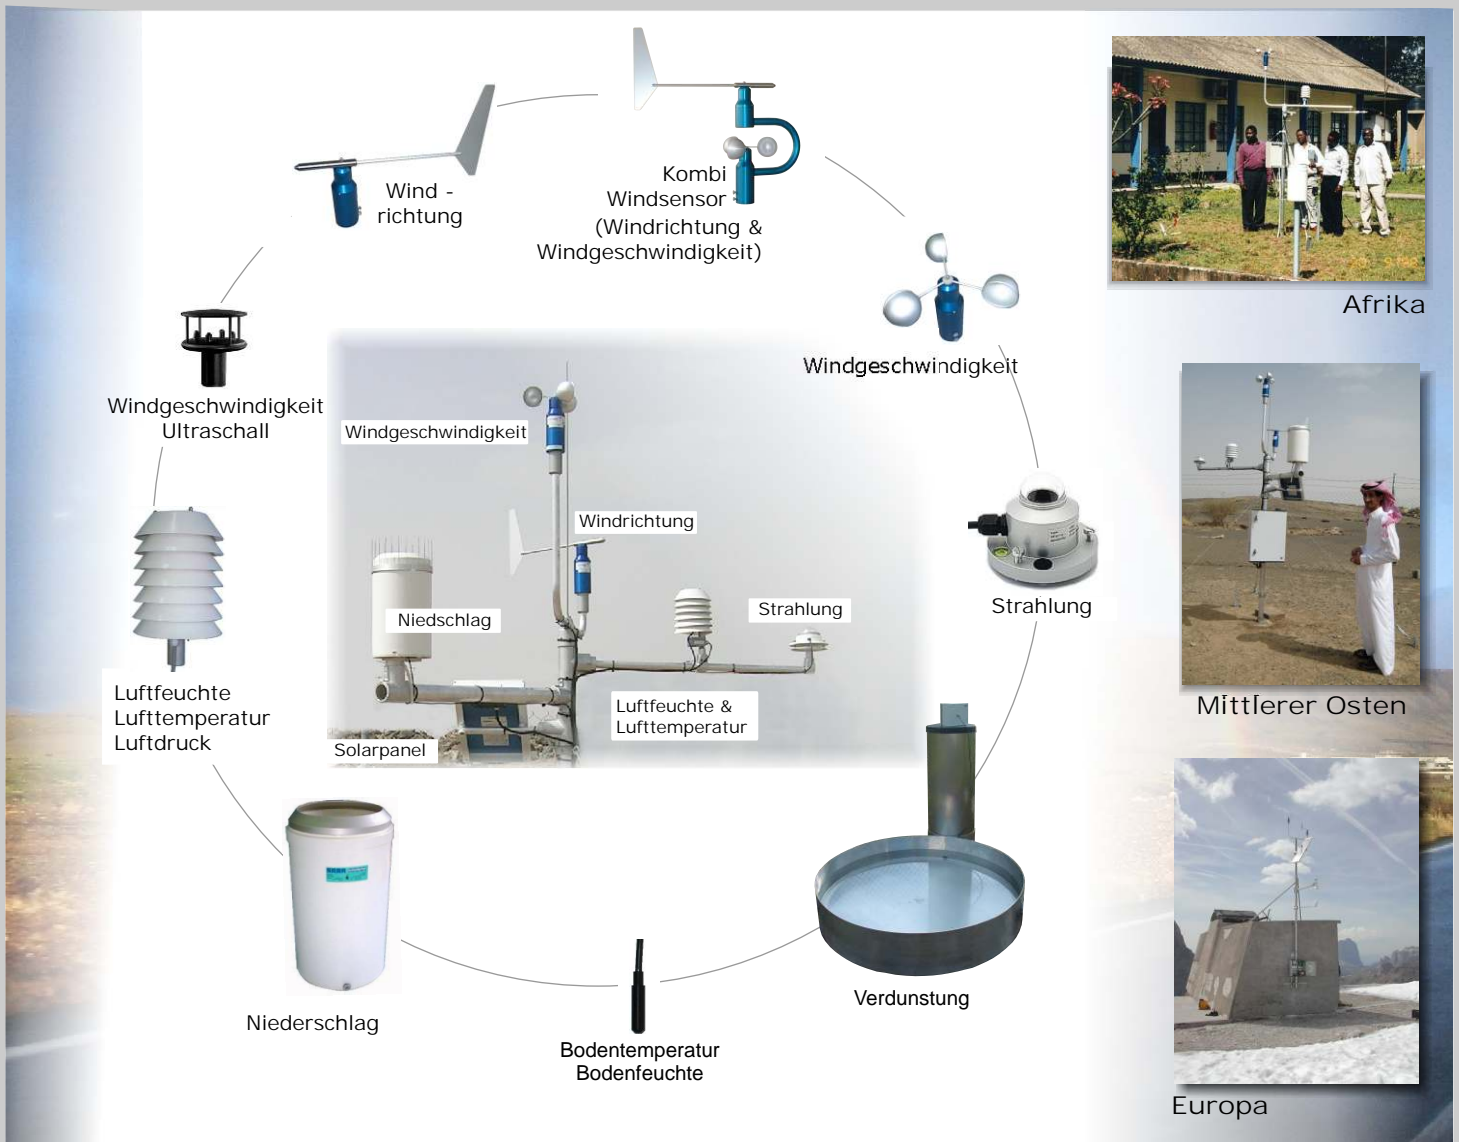 Wind -
richtung
Kombi
Windsensor
(Windrichtung &
Windgeschwindigkeit)
Windgeschwindigkeit
Windgeschwindigkeit
Ultraschall
Strahlung
Luftfeuchte
Lufttemperatur
Luftdruck
Niederschlag
Bodentemperatur
Bodenfeuchte
Verdunstung
Windgeschwindigkeit
Windrichtung
Niedschlag
Strahlung
Luftfeuchte &
Lufttemperatur
Solarpanel
Afrika
Mittlerer Osten
Europa